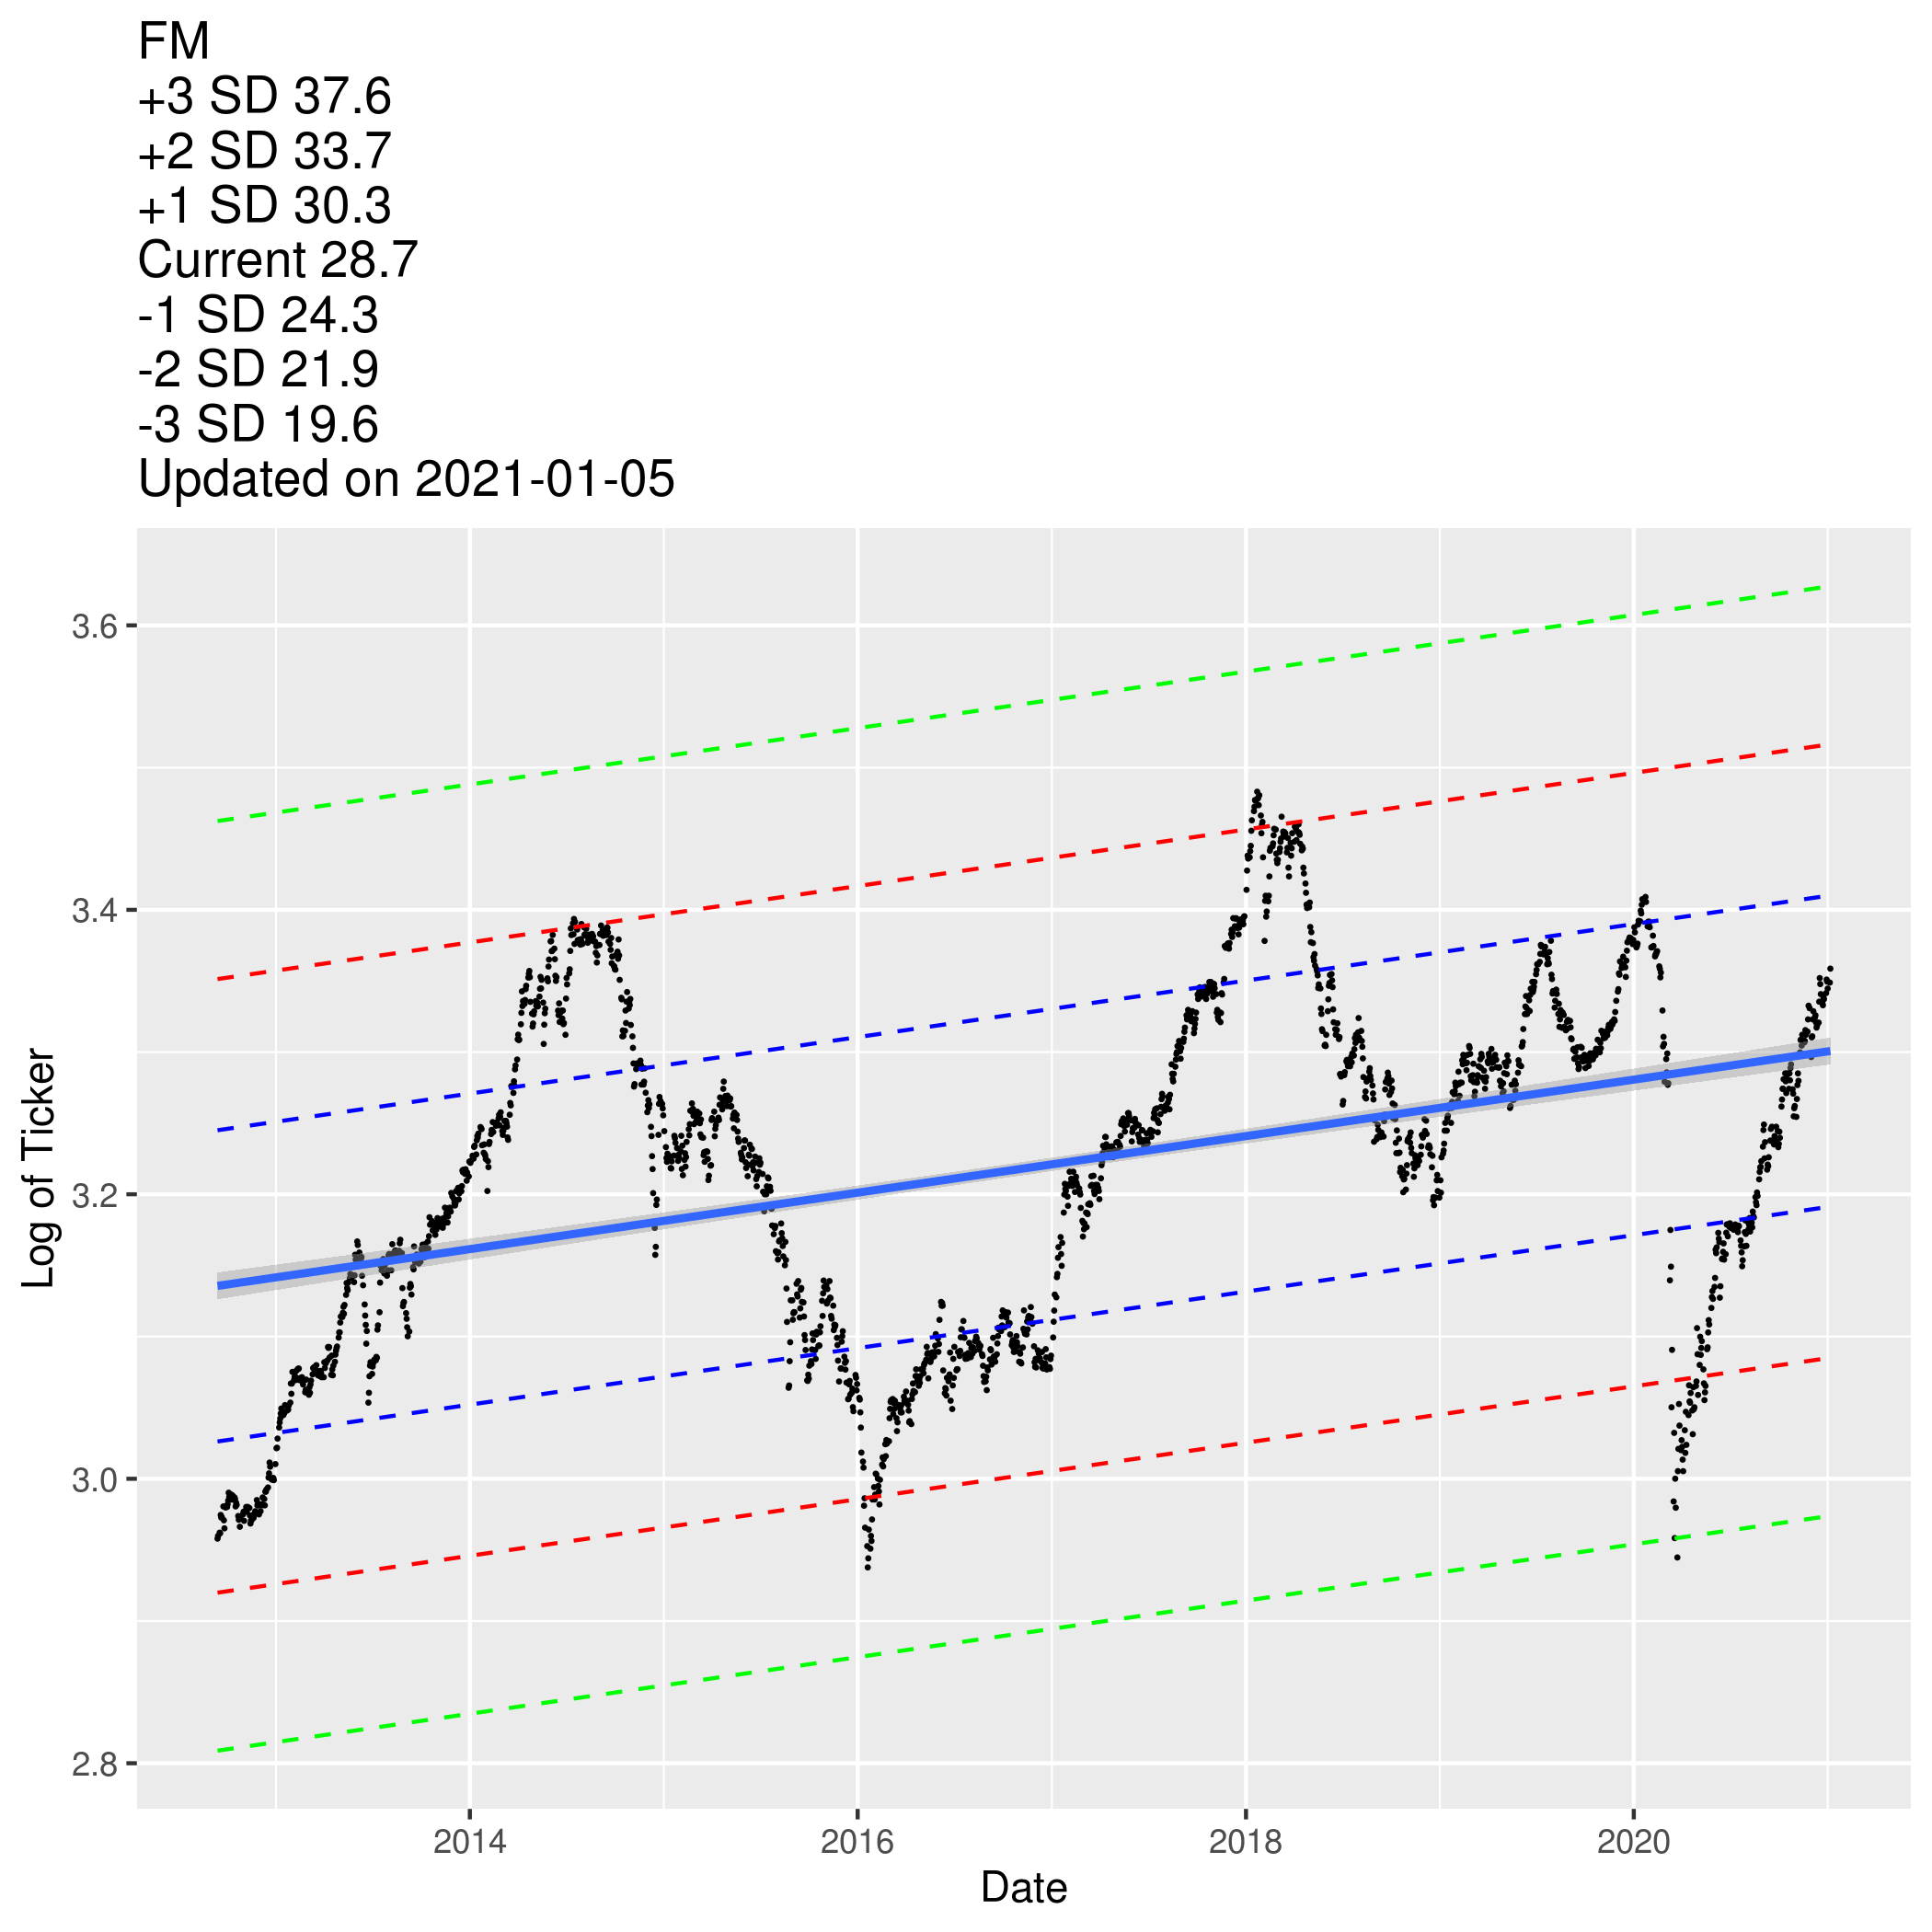 FM
+3 SD 37.6
+2 SD 33.7
+1 SD 30.3
Current 28.7
-1 SD 24.3
-2 SD 21.9
-3 SD 19.6
Updated on 2021-01-05
3.6
3.4
3.2
3.0
2.8
Log of Ticker
2014 2016 2018 2020
Date